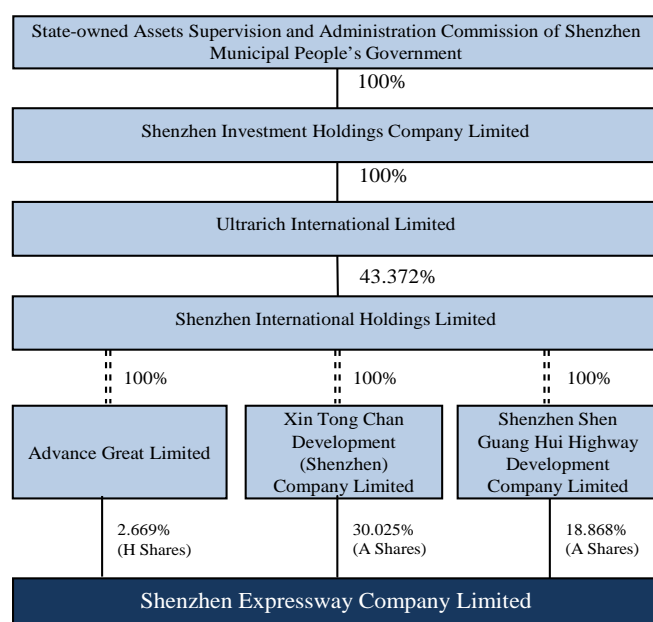 State-owned Assets Supervision and Administration Commission of Shenzhen
Municipal People's Government
100%
Shenzhen Investment Holdings Company Limited
100%
Ultrarich International Limited
43.372%
Shenzhen International Holdings Limited
100%
100%
100%
Advance Great Limited
Xin Tong Chan
Development
(Shenzhen)
Company Limited
Shenzhen Shen
Guang Hui Highway
Development
Company Limited
2.669%
(H Shares)
30.025%
(A Shares)
18.868%
(A Shares)
Shenzhen Expressway Company Limited